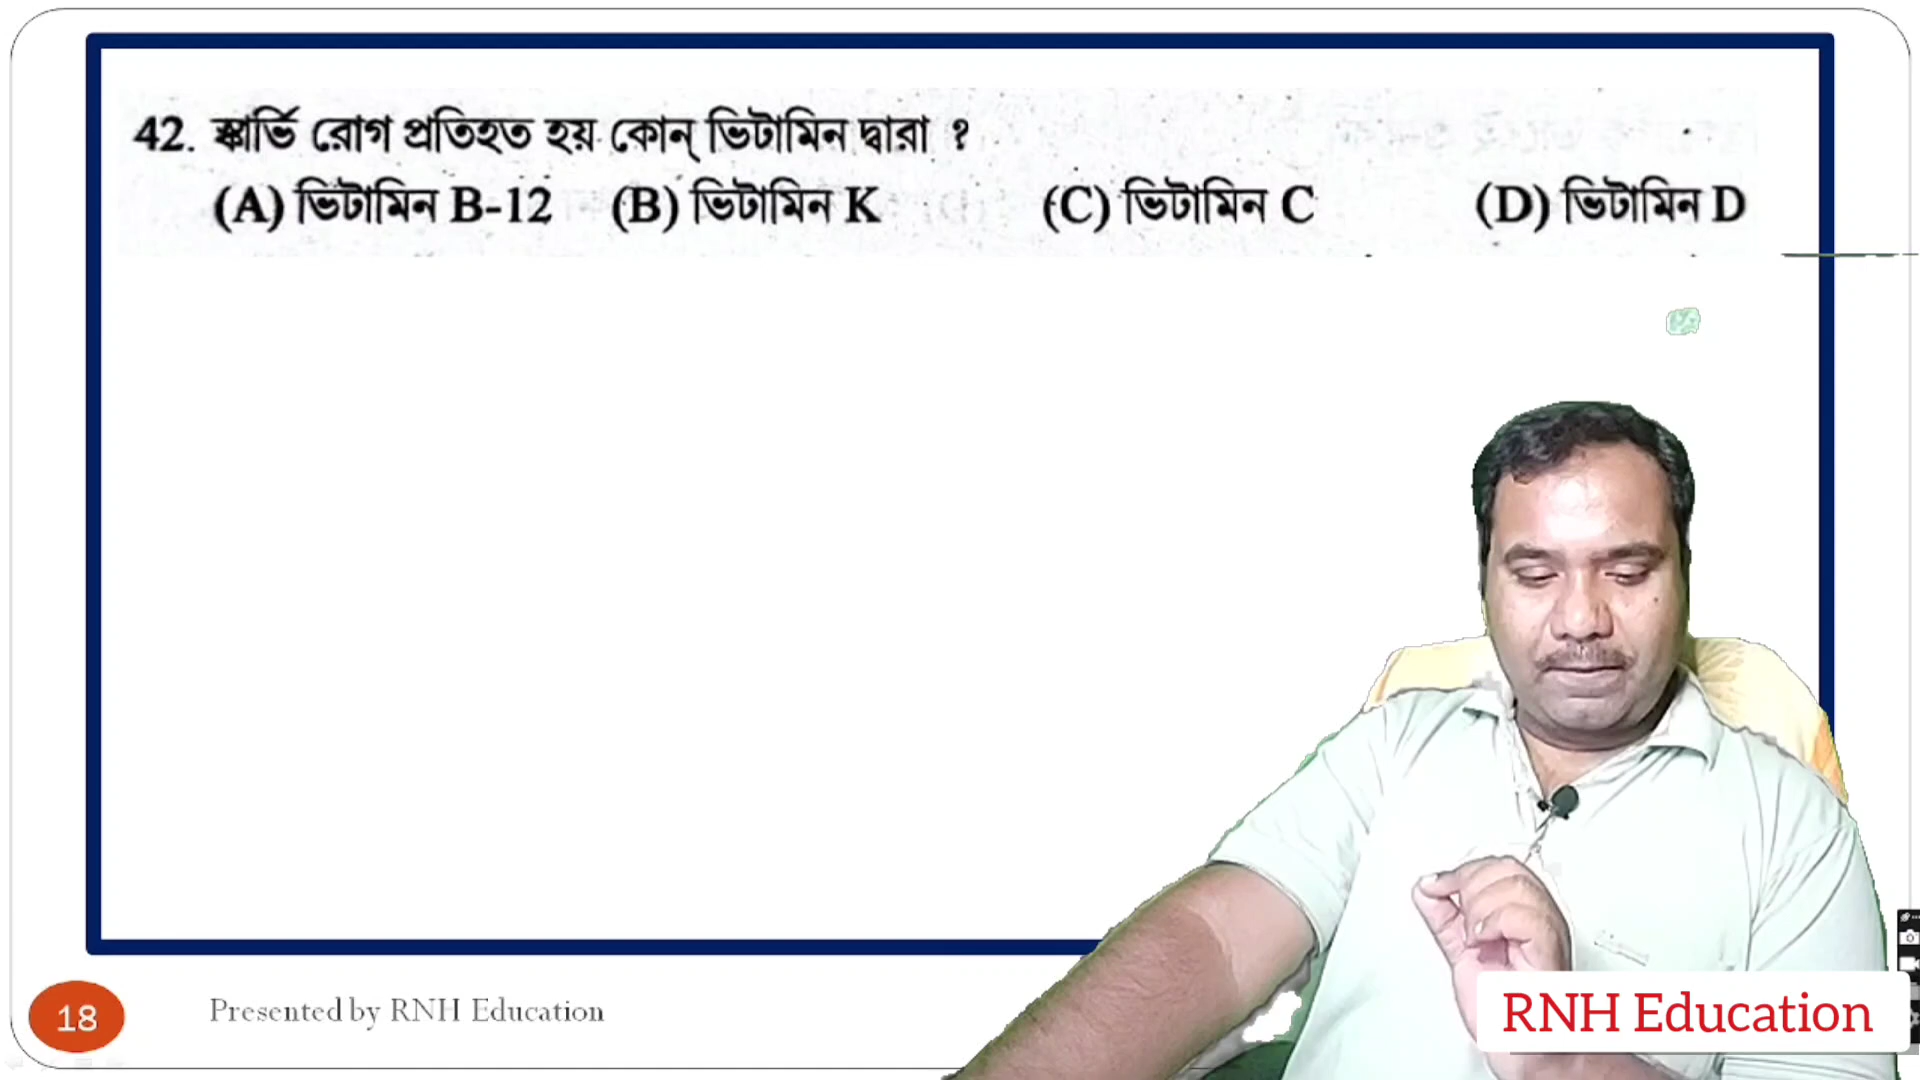 42. স্কার্ভি রোগ প্রতিহত হয় কোন্ ভিটামিন দ্বারা ?
(A) ভিটামিন B-12 (B) ভিটামিন K (C) ভিটামিন C (D) ভিটামিন D
18 Presented by RNH Education
RNH Education